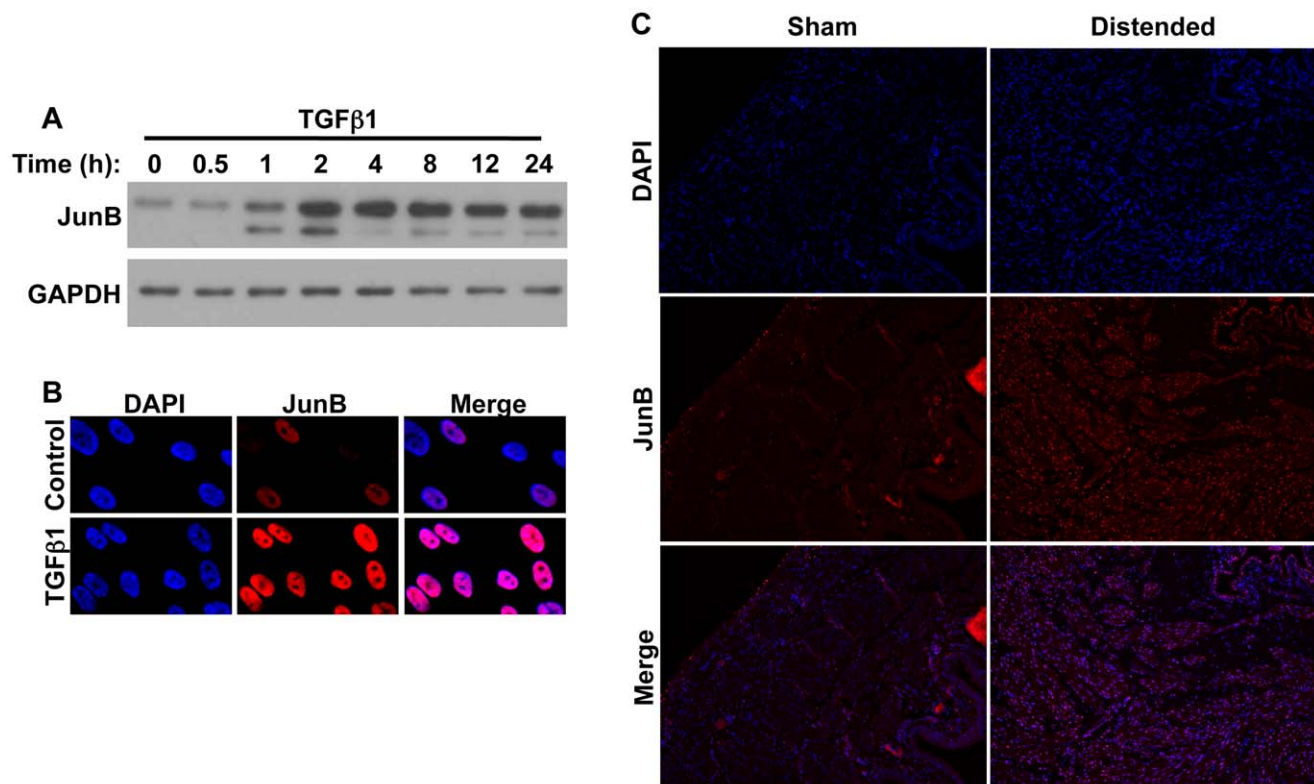 A
TGFβ1
Time (h): 0 0.5 1 2 4 8 12 24
JunB
GAPDH
B
DAPI JunB Merge
Control
TGFβ1
C
Sham Distended
DAPI
JunB
Merge